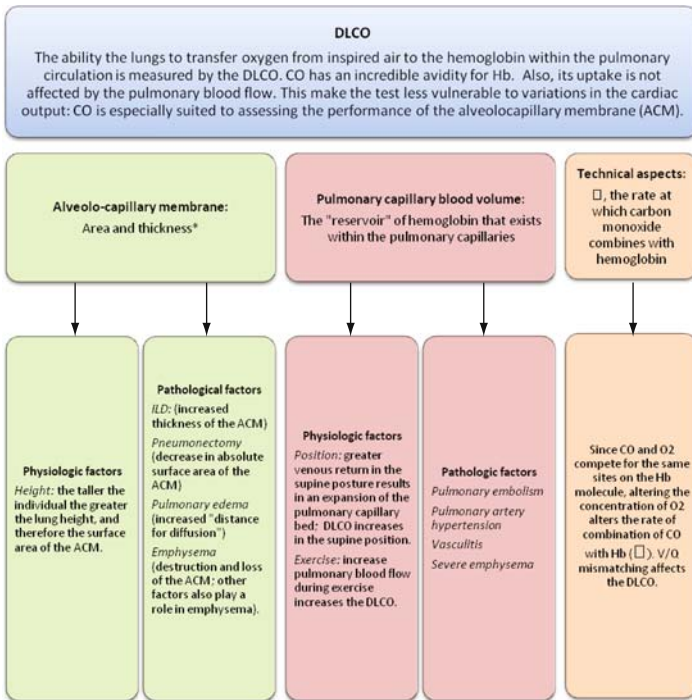 DLCO
The ability the lungs to transfer oxygen from inspired air to the hemoglobin within the pulmonary
circulation is measured by the DLCO. CO has an incredible avidity for Hb. Also, its uptake is not
affected by the pulmonary blood flow. This make the test less vulnerable to variations in the cardiac
output: CO is especially suited to assessing the performance of the alveolocapillary membrane (ACM).
Alveolo-capillary membrane:
Area and thickness*
Pulmonary capillary blood volume:
The "reservoir" of hemoglobin that exists
within the pulmonary capillaries
Technical aspects:
□, the rate at
which carbon
monoxide
combines with
hemoglobin
Physiologic factors
Height: the taller the
individual the greater
the lung height, and
therefore the surface
area of the ACM.
Pathological factors
ILD: (increased
thickness of the ACM)
Pneumonectomy
(decrease in absolute
surface area of the
ACM)
Pulmonary edema
(increased "distance
for diffusion")
Emphysema
(destruction and loss
of the ACM; other
factors also play a
role in emphysema).
Physiologic factors
Position: greater
venous return in the
supine posture results
in an expansion of the
pulmonary capillary
bed; DLCO increases
in the supine position.
Exercise: increase
pulmonary blood flow
during exercise
increases the DLCO.
Pathologic factors
Pulmonary embolism
Pulmonary artery
hypertension
Vasculitis
Severe emphysema
Since CO and O2
compete for the same
sites on the Hb
molecule, altering the
concentration of O2
alters the rate of
combination of CO
with Hb (□). V/Q
mismatching affects
the DLCO.